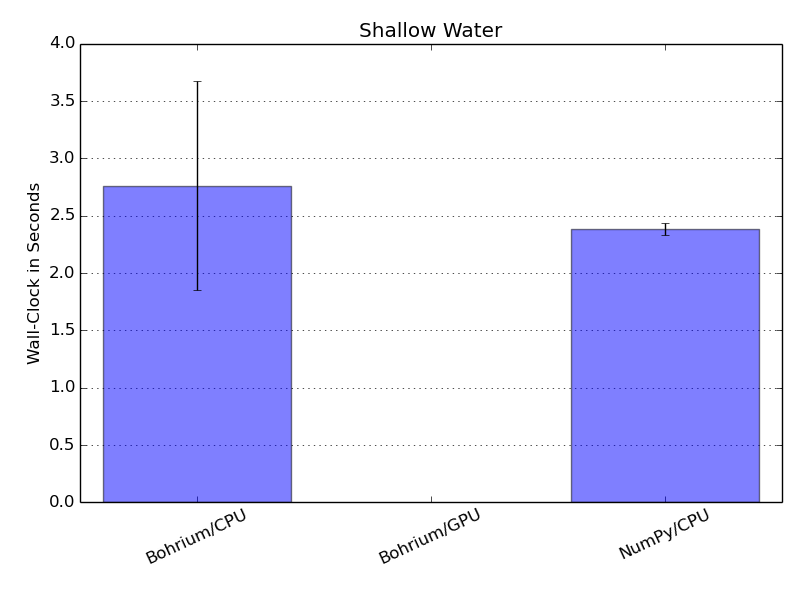 Shallow Water
Wall-Clock in Seconds
4.0
3.5
3.0
2.5
2.0
1.5
1.0
0.5
0.0
Bohrium/CPU
Bohrium/GPU
NumPy/CPU